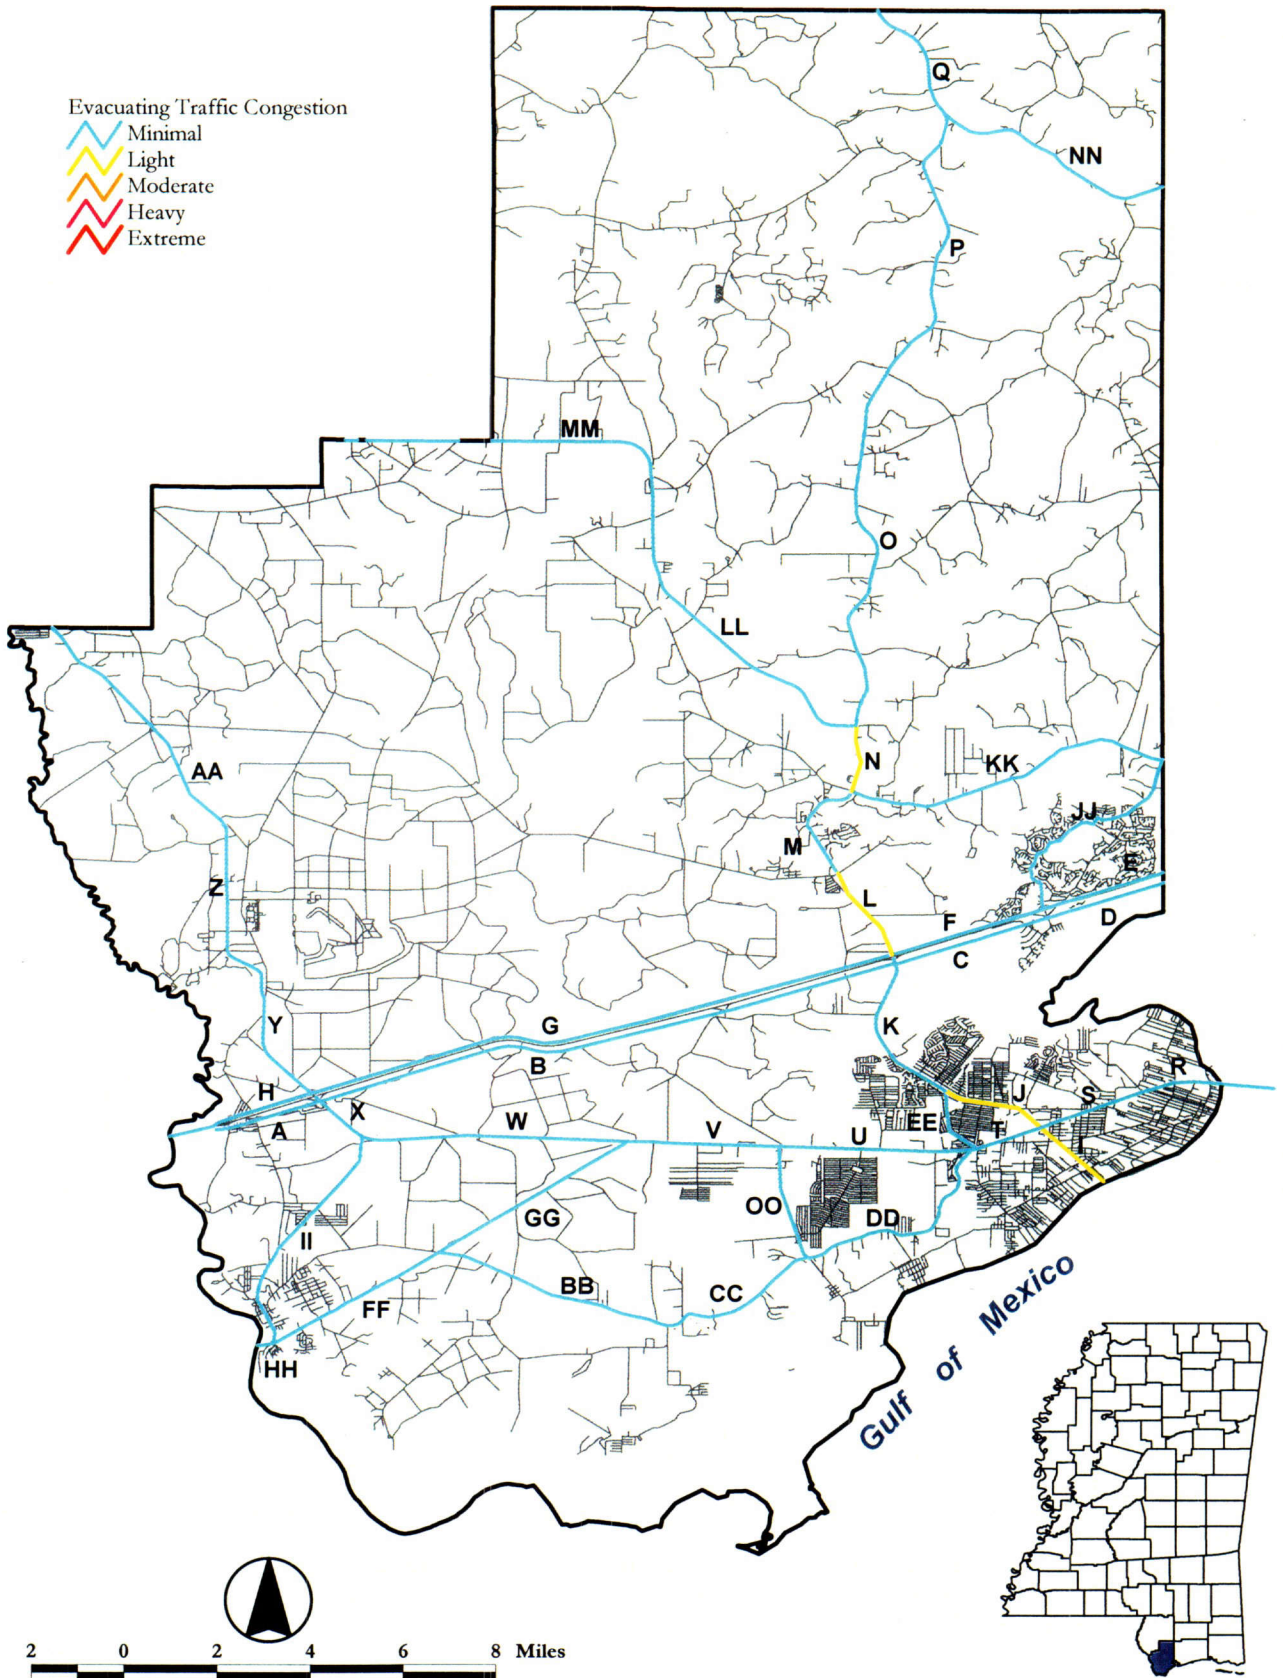 Evacuating Traffic Congestion
Minimal
Light
Moderate
Heavy
Extreme
Q
NN
P
MM
O
LL
N
KK
AA
JJ
M
E
Z
L
F
D
C
Y
G
K
B
H
X
A
W
V
U
EE
J
S
R
T
I
OO
DD
GG
II
BB
CC
FF
HH
Gulf of Mexico
2 0 2 4 6 8 Miles